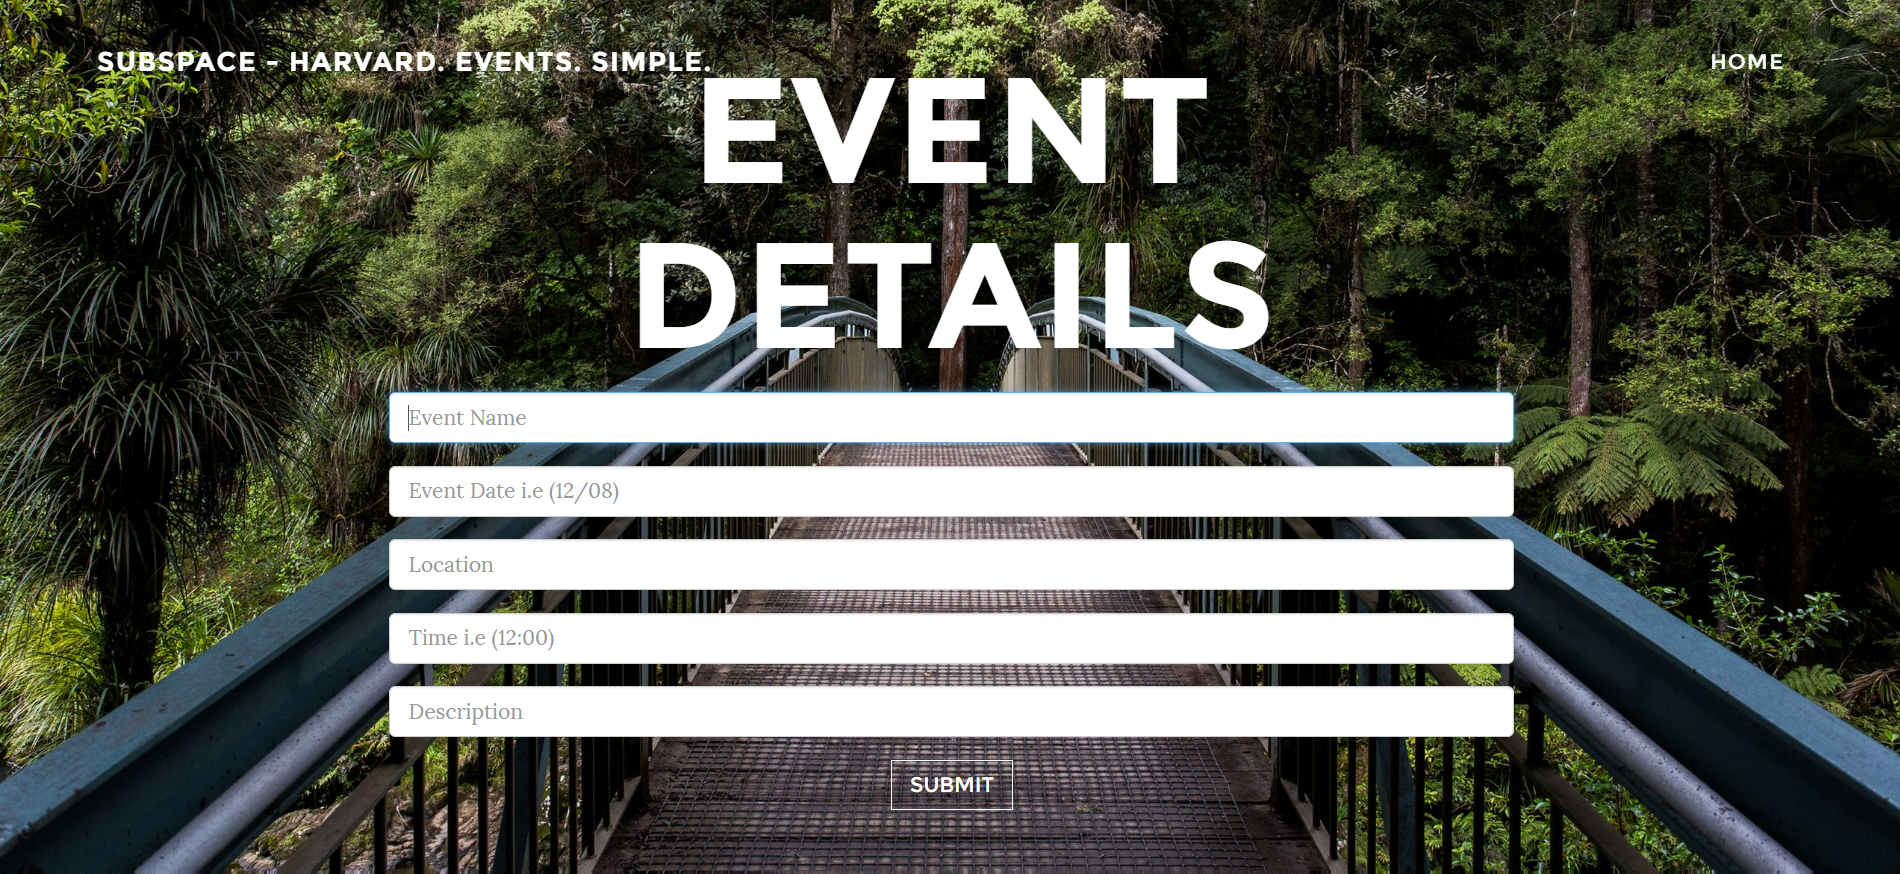 SUBSPACE - HARVARD. EVENTS. SIMPLE.
HOME
EVENT
DETAILS
Event Name
Event Date i.e (12/08)
Location
Time i.e (12:00)
Description
SUBMIT